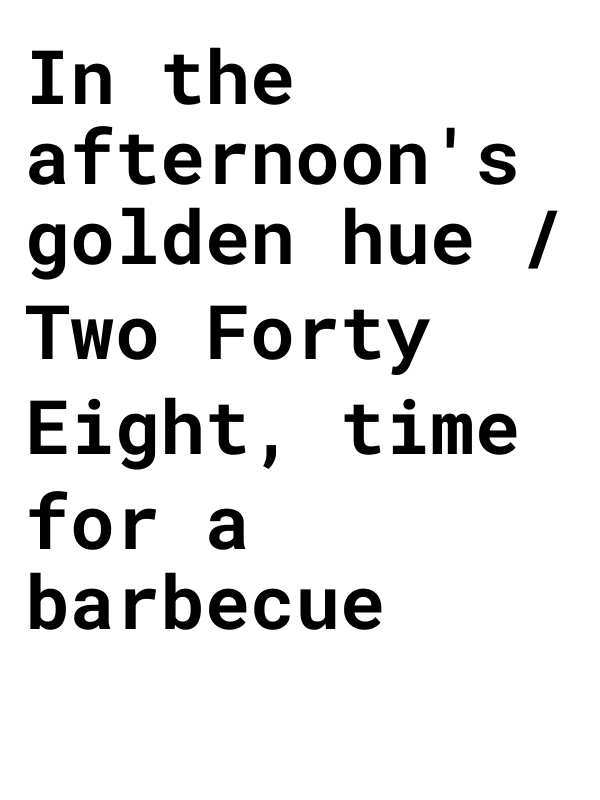 In the
afternoon's
golden hue /
Two Forty
Eight, time
for a
barbecue